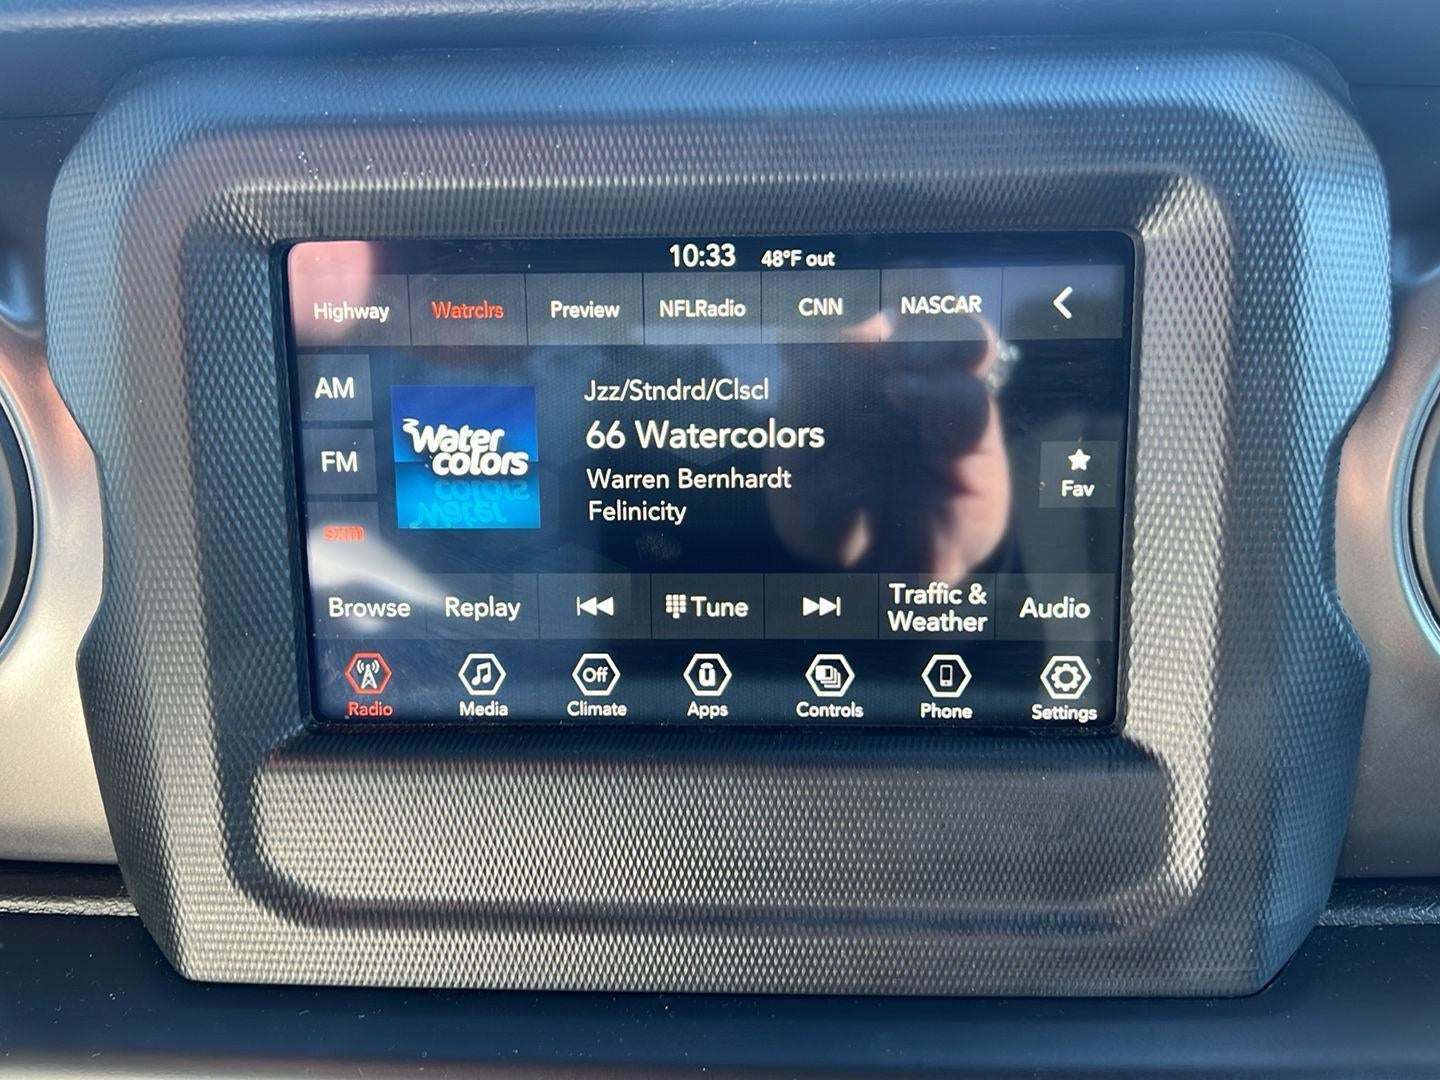 10:33 48°F out
Highway Watrclrs Preview NFLRadio CNN NASCAR
AM
FM
sxm
Water
colors
Jzz/Stndrd/Clscl
66 Watercolors
Warren Bernhardt
Felinicity
Fav
Browse Replay Tune Traffic & Weather Audio
Off
Radio Media Climate Apps Controls Phone Settings